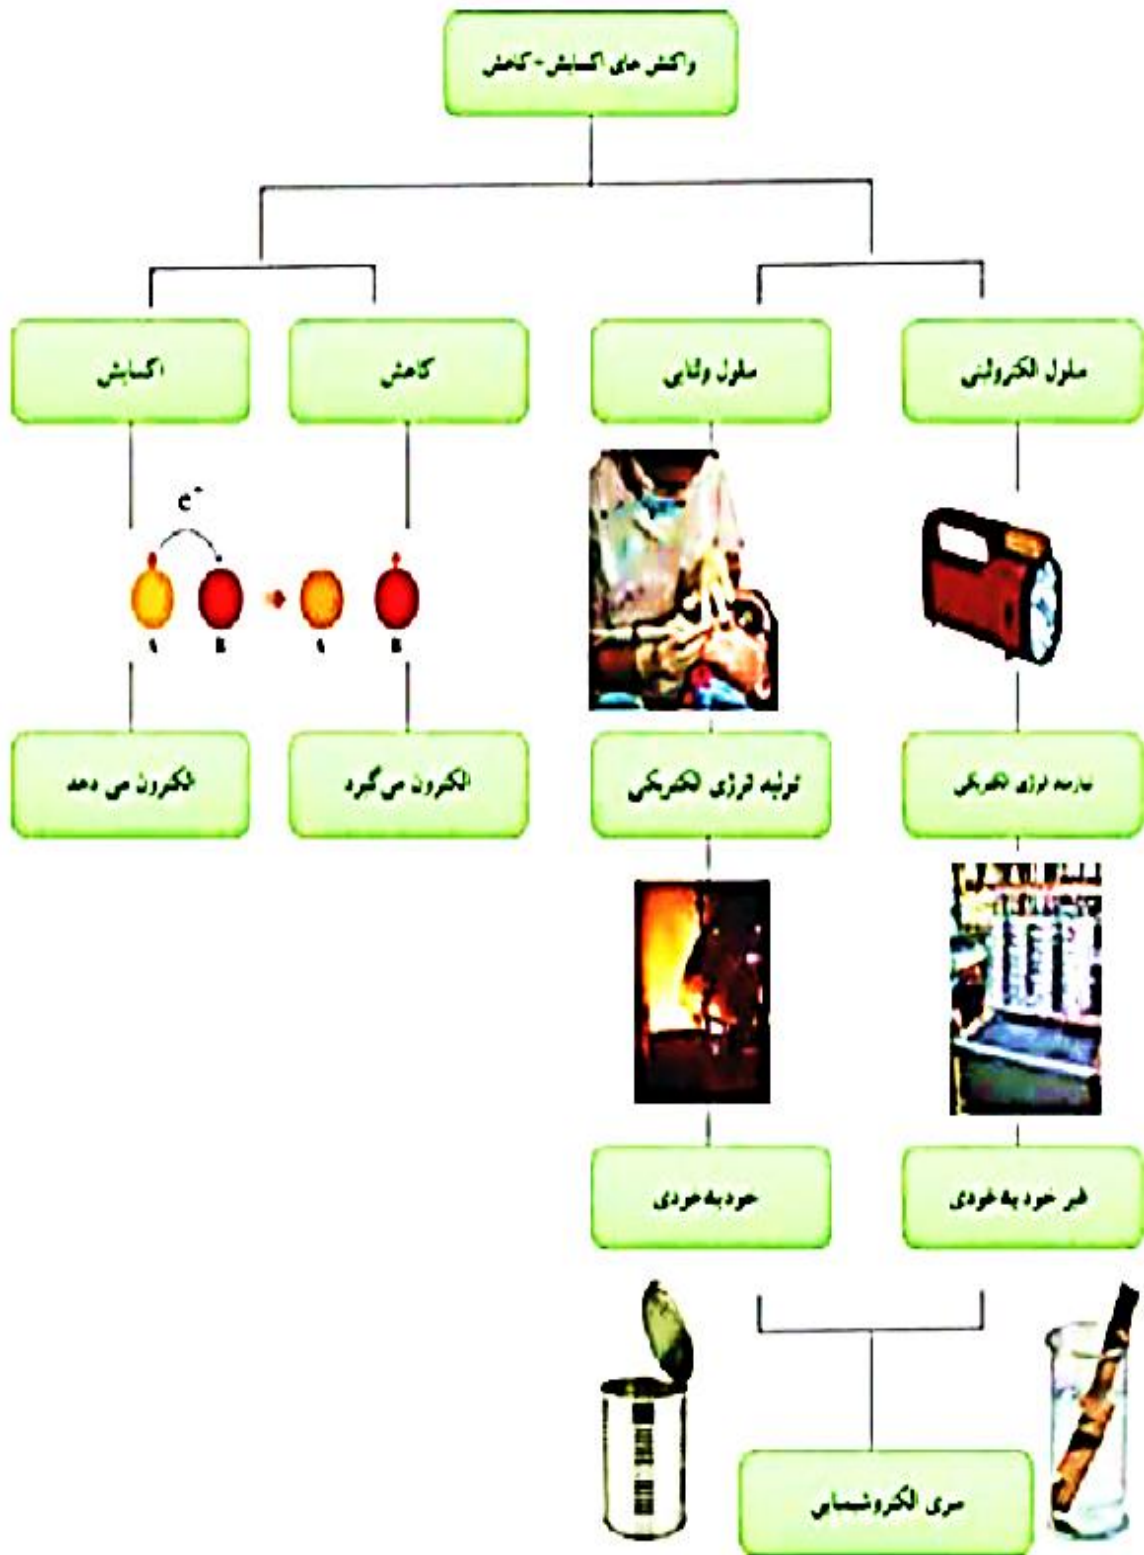 واکنش های اکسایش-کاهش
اکسایش
کاهش
سلول ولتایی
سلول الکترولیتی
e⁻
A B A B
الکترون می دهد
الکترون می‌گیرد
تولید انرژی الکتریکی
نیازمند انرژی الکتریکی
خود به خودی
غیر خود به خودی
سری الکتروشیمیایی